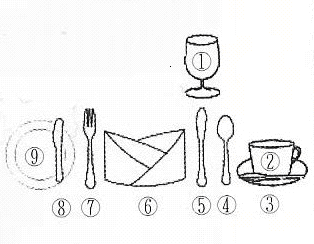 ①
⑨ ②
⑧ ⑦ ⑥ ⑤ ④ ③